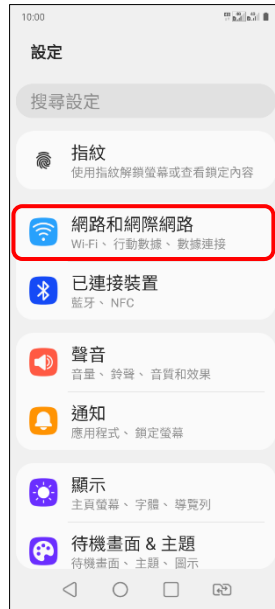 10:00
設定
搜尋設定
指紋
使用指紋解鎖螢幕或查看鎖定內容
網路和網際網路
Wi-Fi、行動數據、數據連接
已連接裝置
藍牙、NFC
聲音
音量、鈴聲、音質和效果
通知
應用程式、鎖定螢幕
顯示
主頁螢幕、字體、導覽列
待機畫面 & 主題
待機畫面、主題、圖示